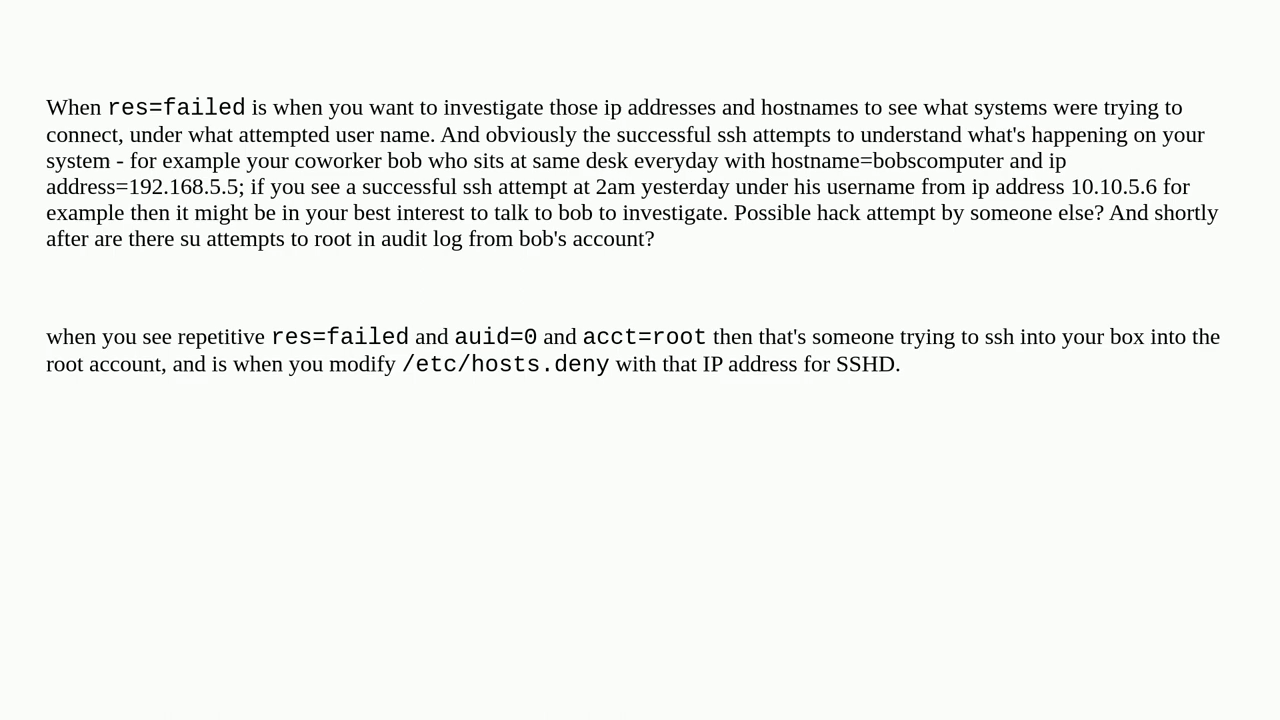 When res=failed is when you want to investigate those ip addresses and hostnames to see what systems were trying to
connect, under what attempted user name. And obviously the successful ssh attempts to understand what's happening on your
system - for example your coworker bob who sits at same desk everyday with hostname=bobscomputer and ip
address=192.168.5.5; if you see a successful ssh attempt at 2am yesterday under his username from ip address 10.10.5.6 for
example then it might be in your best interest to talk to bob to investigate. Possible hack attempt by someone else? And shortly
after are there su attempts to root in audit log from bob's account?
when you see repetitive res=failed and auid=0 and acct=root then that's someone trying to ssh into your box into the
root account, and is when you modify /etc/hosts.deny with that IP address for SSHD.